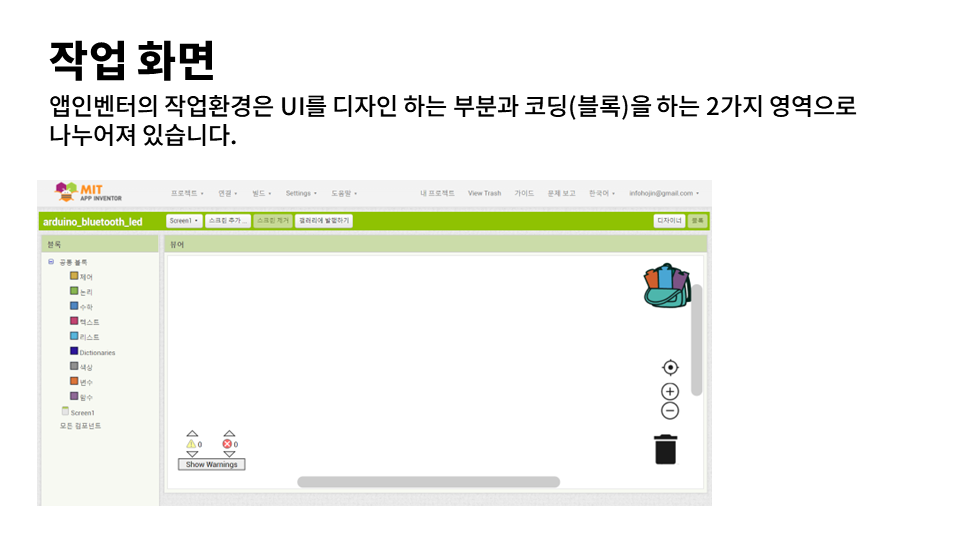 작업 화면
앱인벤터의 작업환경은 UI를 디자인 하는 부분과 코딩(블록)을 하는 2가지 영역으로
나누어져 있습니다.
MIT
APP INVENTOR
프로젝트 연결 빌드 Settings 도움말 내 프로젝트 View Trash 가이드 문제 보고 한국어 infohojin@gmail.com
arduino_bluetooth_led Screen1 스크린 추가 ... 스크린 제거 갤러리에 발행하기 디자이너 블록
블록 뷰어
공통 블록
제어
논리
수학
텍스트
리스트
Dictionaries
색상
변수
함수
Screen1
모든 컴포넌트
0 0
Show Warnings